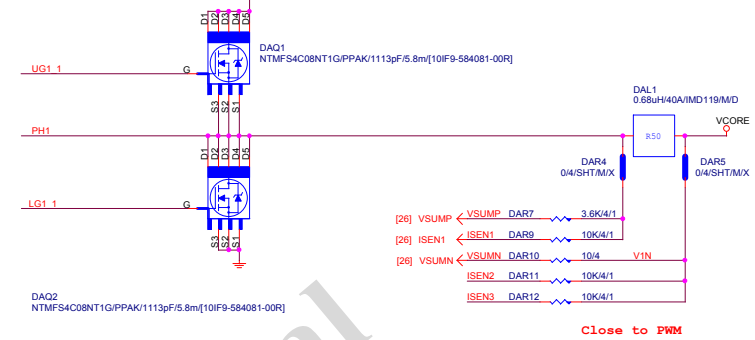 D1 D2 D3 D4 D5
DAQ1
NTMFS4C08NT1G/PPAK/1113pF/5.8m/[10IF9-584081-00R]
UG1_1 G
S3 S2 S1
DAL1
0.68uH/40A/IMD119/M/D
VCORE
PH1
R50
D1 D2 D3 D4 D5
DAR4
0/4/SHT/M/X
DAR5
0/4/SHT/M/X
LG1_1 G
S3 S2 S1
[26] VSUMP VSUMP DAR7 3.6K/4/1
[26] ISEN1 ISEN1 DAR9 10K/4/1
[26] VSUMN VSUMN DAR10 10/4 V1N
ISEN2 DAR11 10K/4/1
ISEN3 DAR12 10K/4/1
DAQ2
NTMFS4C08NT1G/PPAK/1113pF/5.8m/[10IF9-584081-00R]
Close to PWM